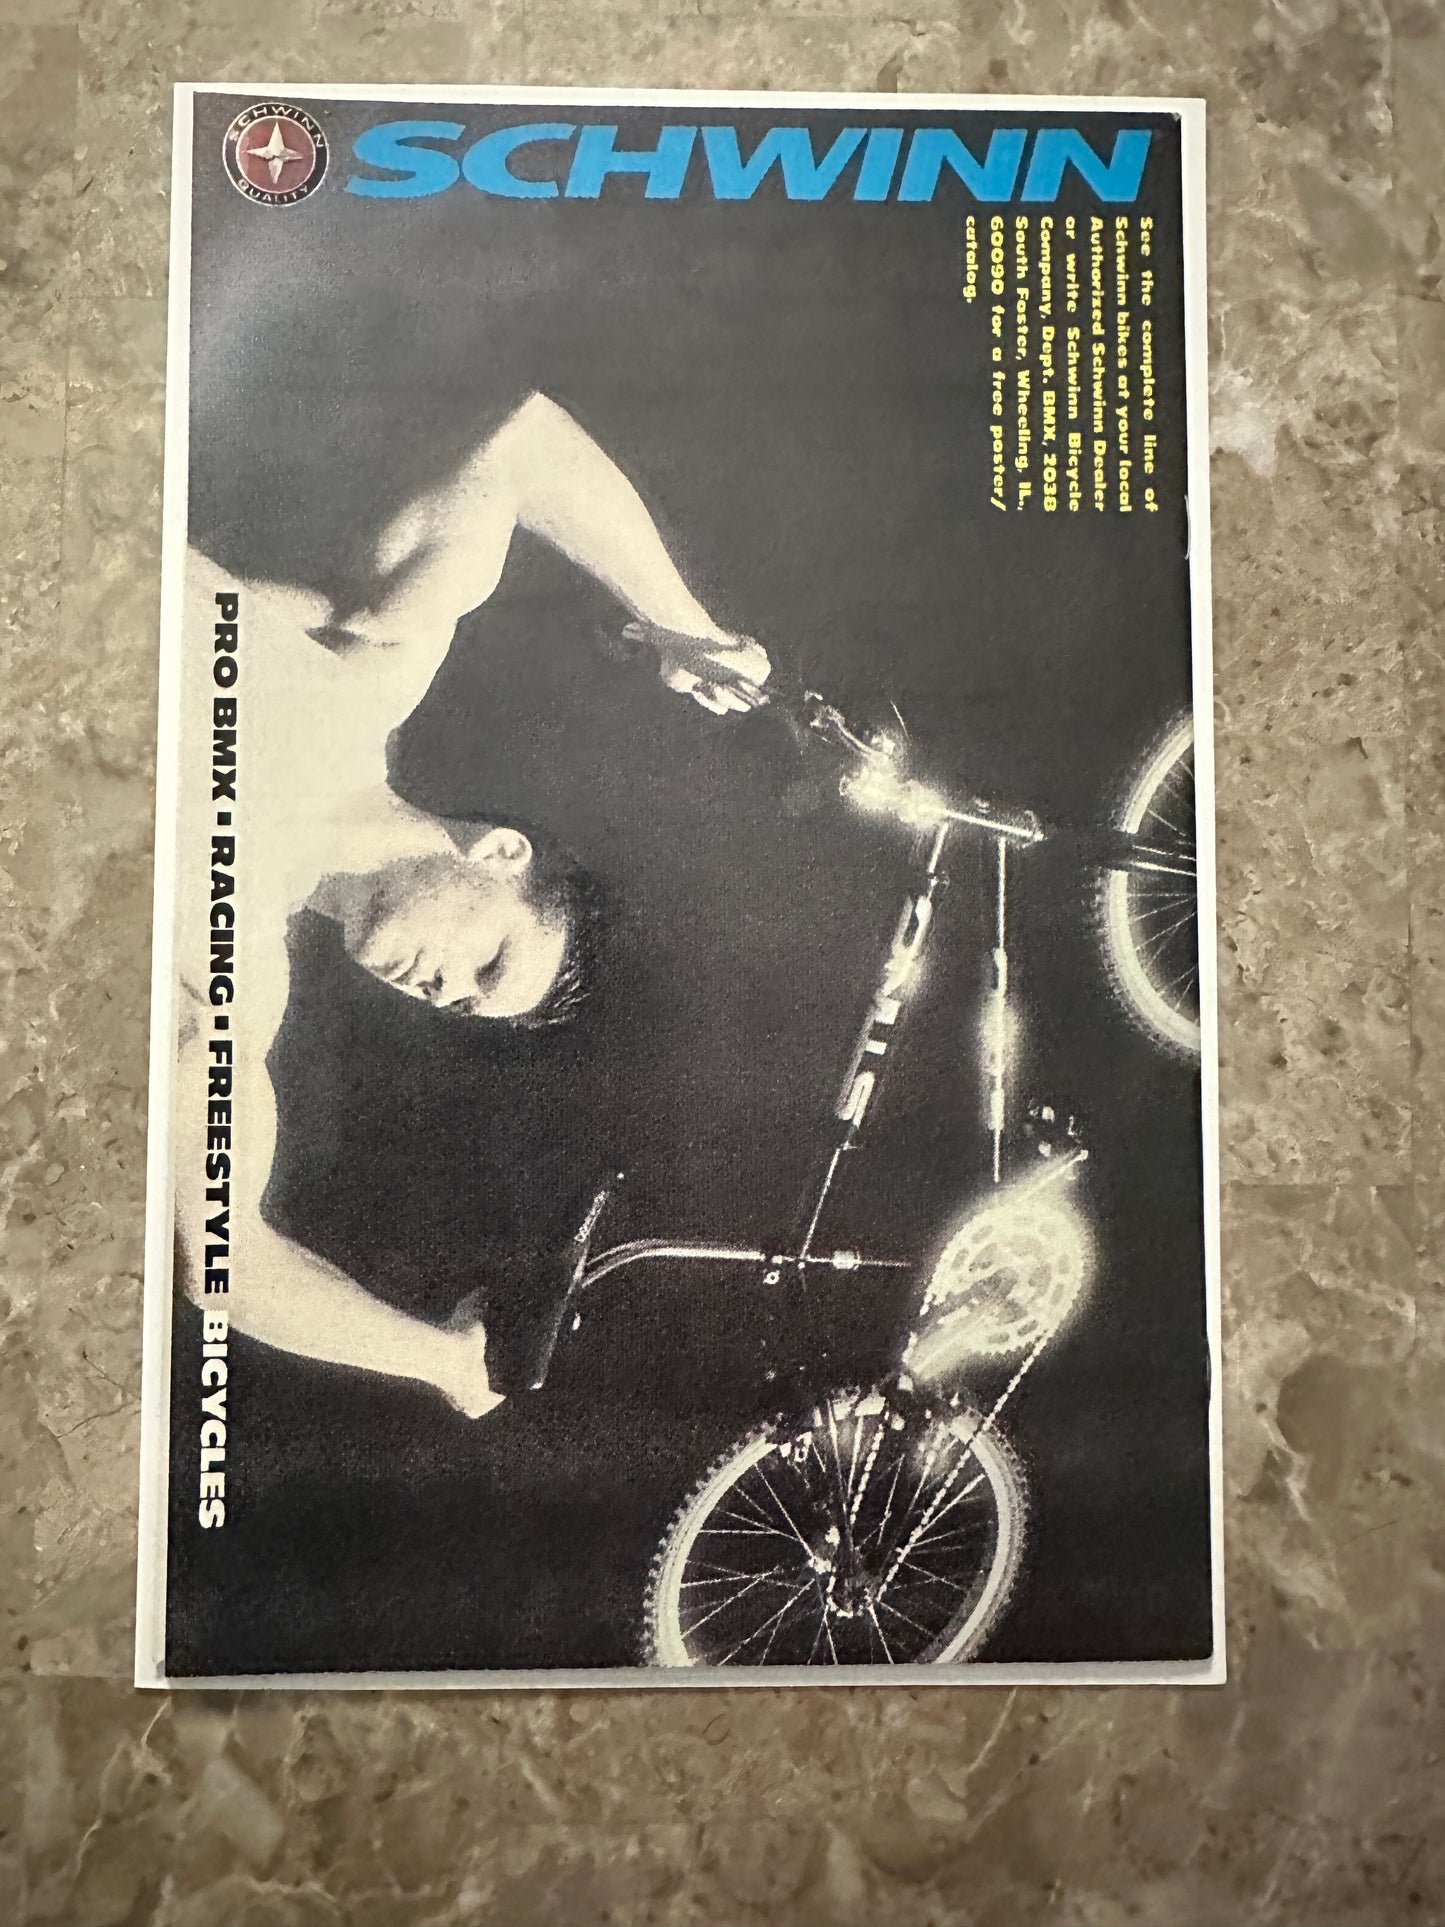 SCHWINN
QUALITY
SCHWINN
See the complete line of
Schwinn bikes at your local
Authorized Schwinn Dealer
or write Schwinn Bicycle
Company, Dept. BMX, 2038
South Foster, Wheeling, IL.,
60090 for a free poster/
catalog.
PRO BMX ▪ RACING ▪ FREESTYLE BICYCLES